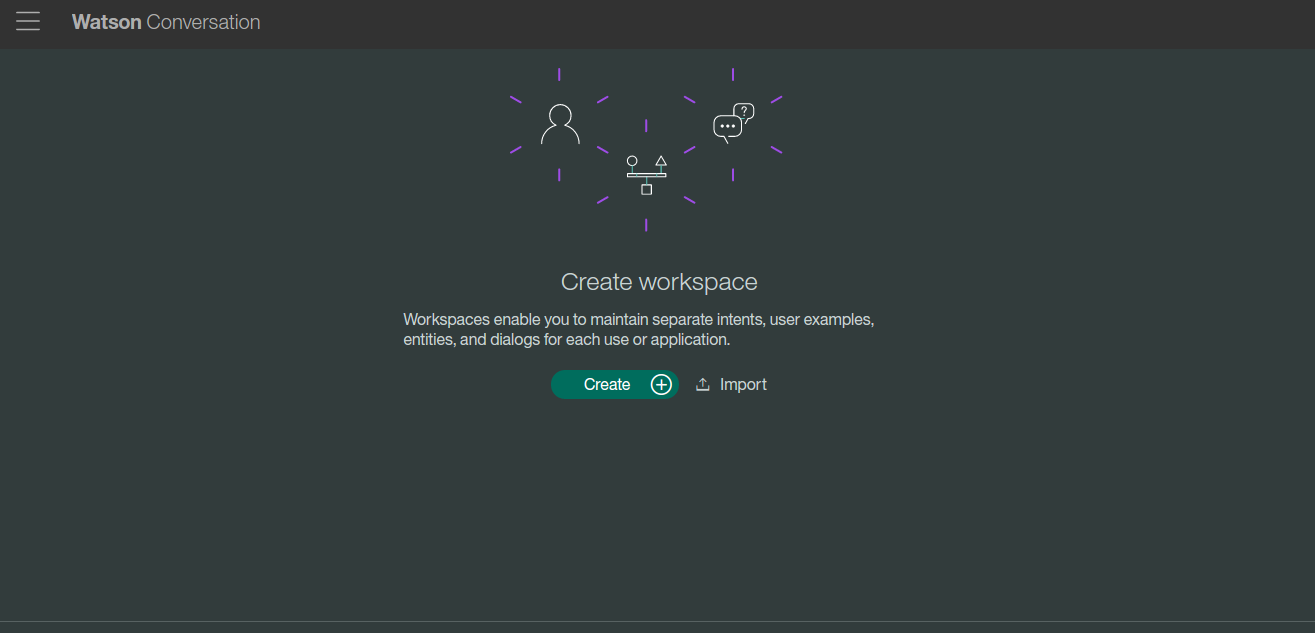 Watson Conversation
?
Create workspace
Workspaces enable you to maintain separate intents, user examples,
entities, and dialogs for each use or application.
Create
Import